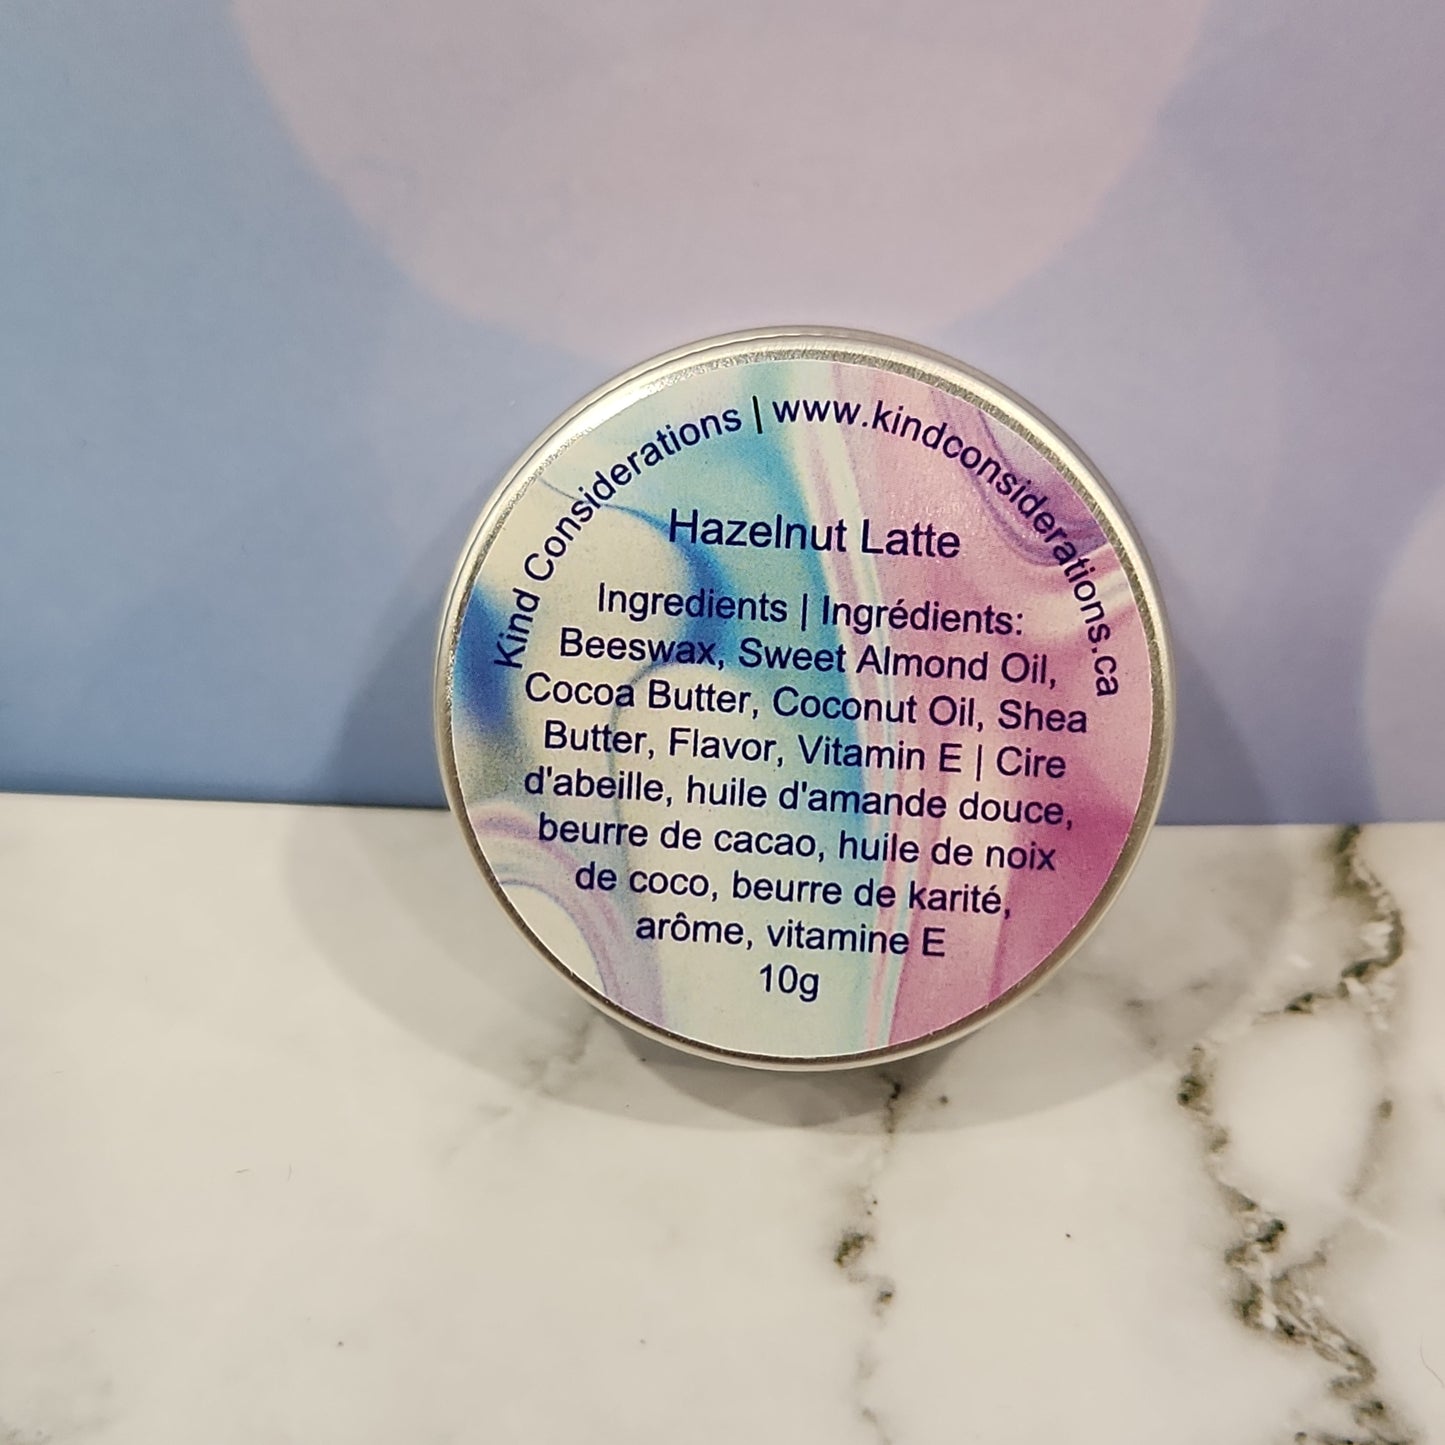 Kind Considerations | www.kindconsiderations.ca
Hazelnut Latte
Ingredients | Ingrédients:
Beeswax, Sweet Almond Oil,
Cocoa Butter, Coconut Oil, Shea
Butter, Flavor, Vitamin E | Cire
d'abeille, huile d'amande douce,
beurre de cacao, huile de noix
de coco, beurre de karité,
arôme, vitamine E
10g